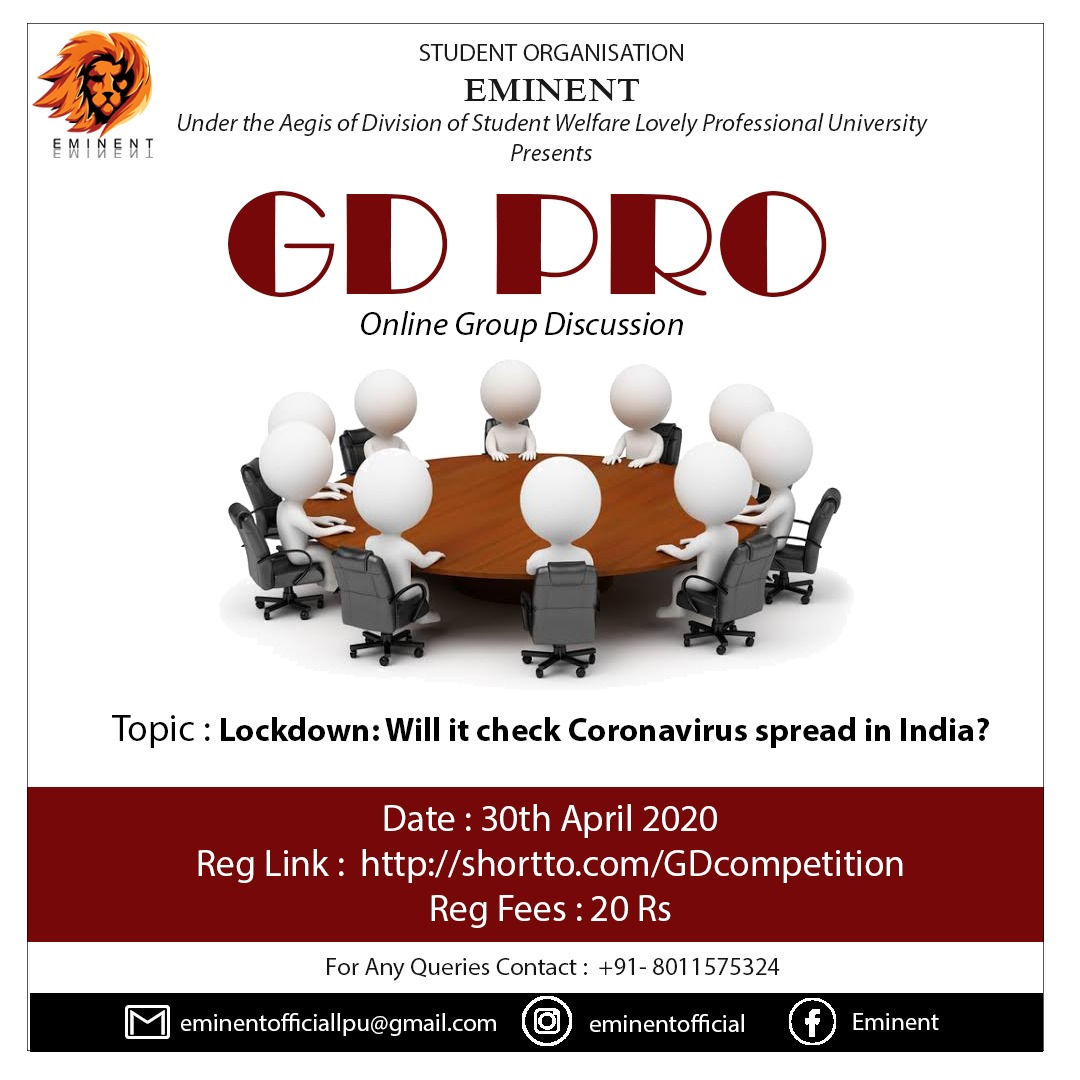 STUDENT ORGANISATION
EMINENT
Under the Aegis of Division of Student Welfare Lovely Professional University
Presents
EMINENT
GD PRO
Online Group Discussion
Topic : Lockdown: Will it check Coronavirus spread in India?
Date : 30th April 2020
Reg Link : http://shortto.com/GDcompetition
Reg Fees : 20 Rs
For Any Queries Contact : +91- 8011575324
eminentofficiallpu@gmail.com eminentofficial Eminent